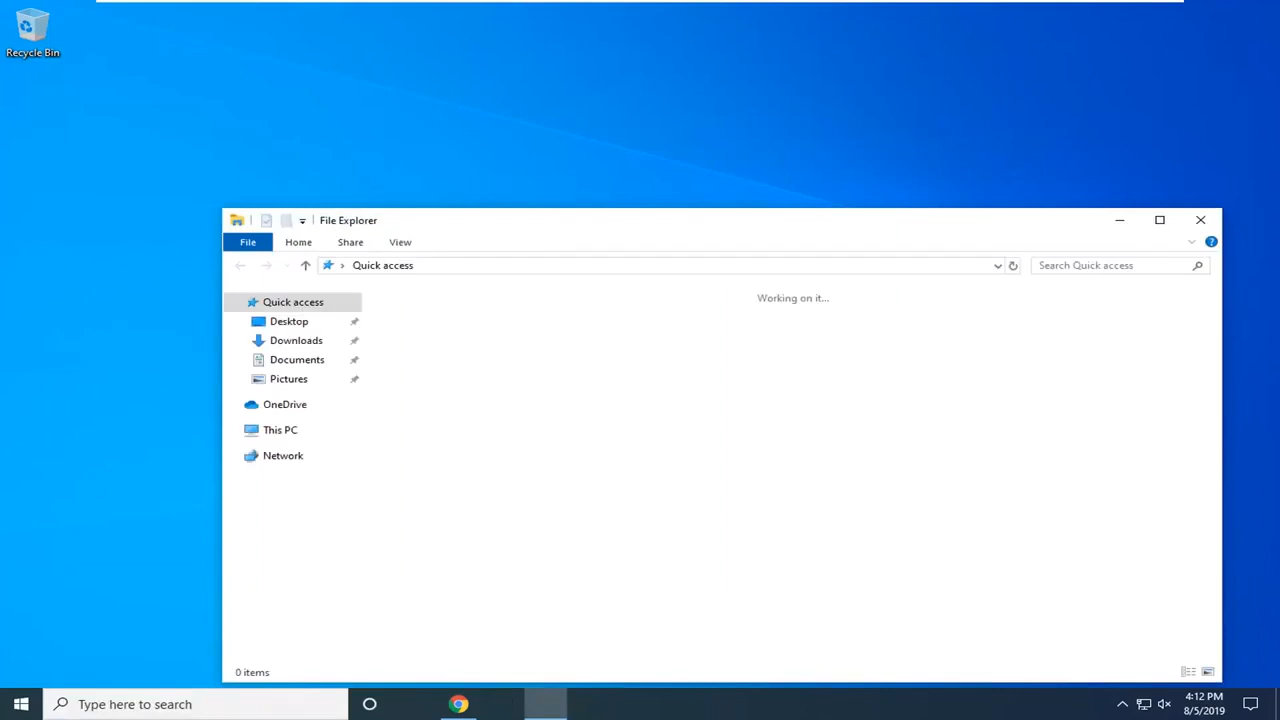 Recycle Bin
File Explorer
File
Home
Share
View
Quick access
Search Quick access
Quick access
Desktop
Downloads
Documents
Pictures
OneDrive
This PC
Network
Working on it...
0 items
Type here to search
4:12 PM
8/5/2019